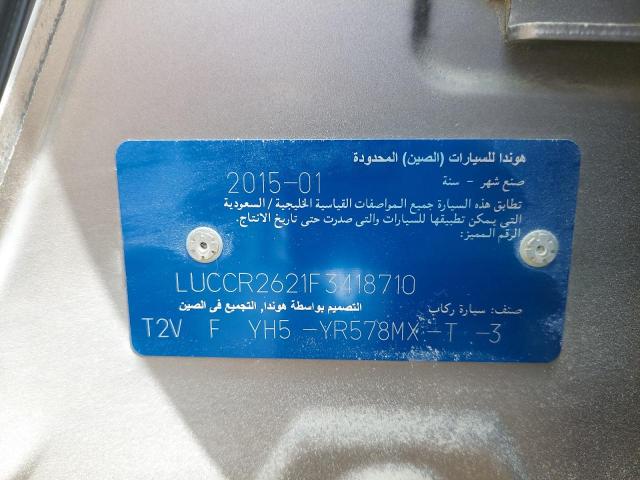 هوندا للسيارات (الصين) المحدودة
صنع شهر - سنة 2015-01
تطابق هذه السيارة جميع المواصفات القياسية الخليجية / السعودية
التي يمكن تطبيقها للسيارات والتى صدرت حتى تاريخ الانتاج.
الرقم المميز:
LUCCR2621F3418710
صنف: سيارة ركاب التصميم بواسطة هوندا, التجميع فى الصين
T2V F YH5 -YR578MX -T -3